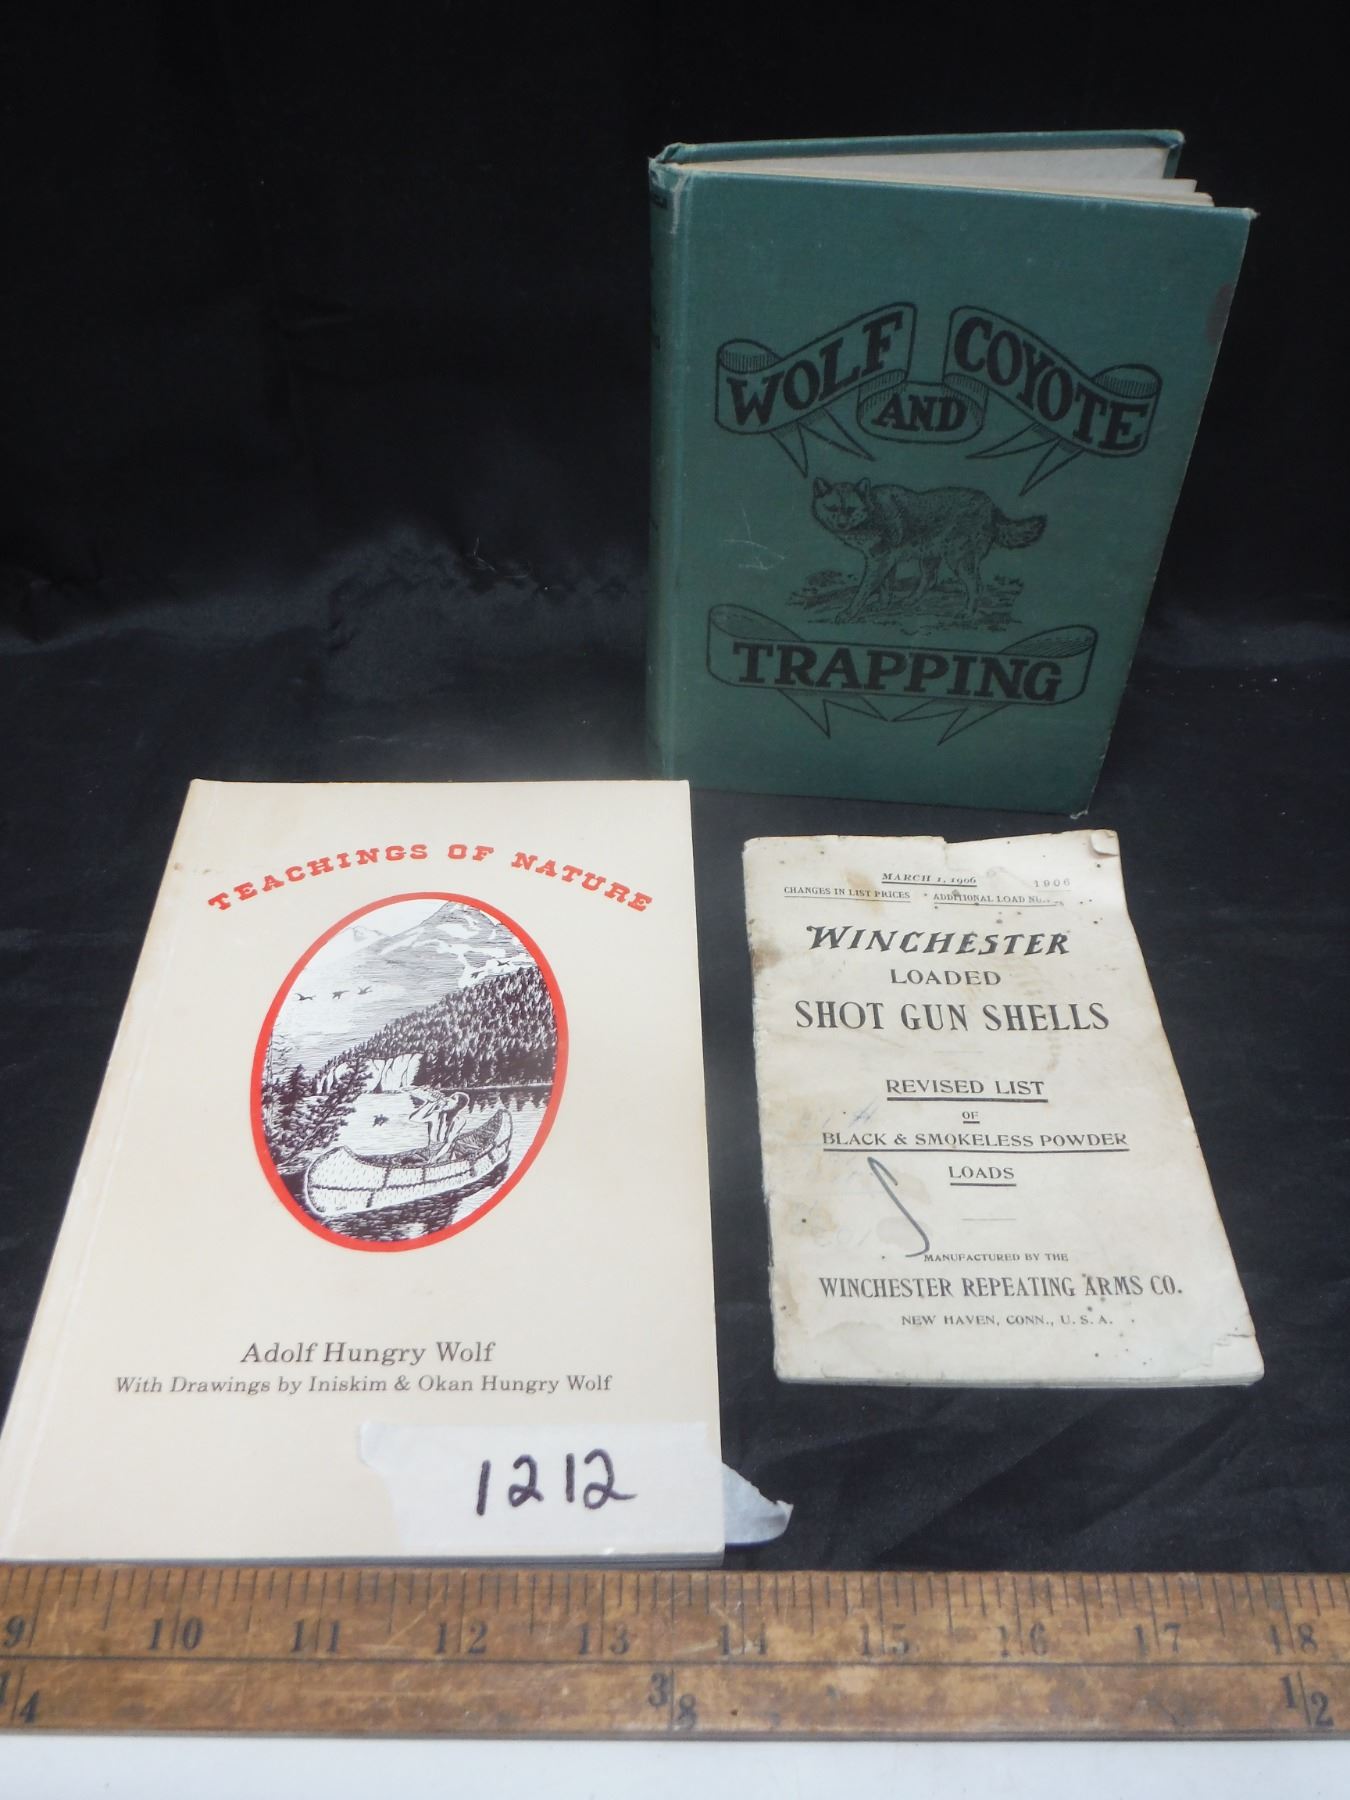 WOLF AND COYOTE
TRAPPING
TEACHINGS OF NATURE
Adolf Hungry Wolf
With Drawings by Iniskim & Okan Hungry Wolf
1212
MARCH 1, 1906 1906
CHANGES IN LIST PRICES ADDITIONAL LOAD
WINCHESTER
LOADED
SHOT GUN SHELLS
REVISED LIST
OF
BLACK & SMOKELESS POWDER
LOADS
MANUFACTURED BY THE
WINCHESTER REPEATING ARMS CO.
NEW HAVEN, CONN., U. S. A.
9 10 11 12 13 14 15 16 17 18
1/4 3/8 1/2